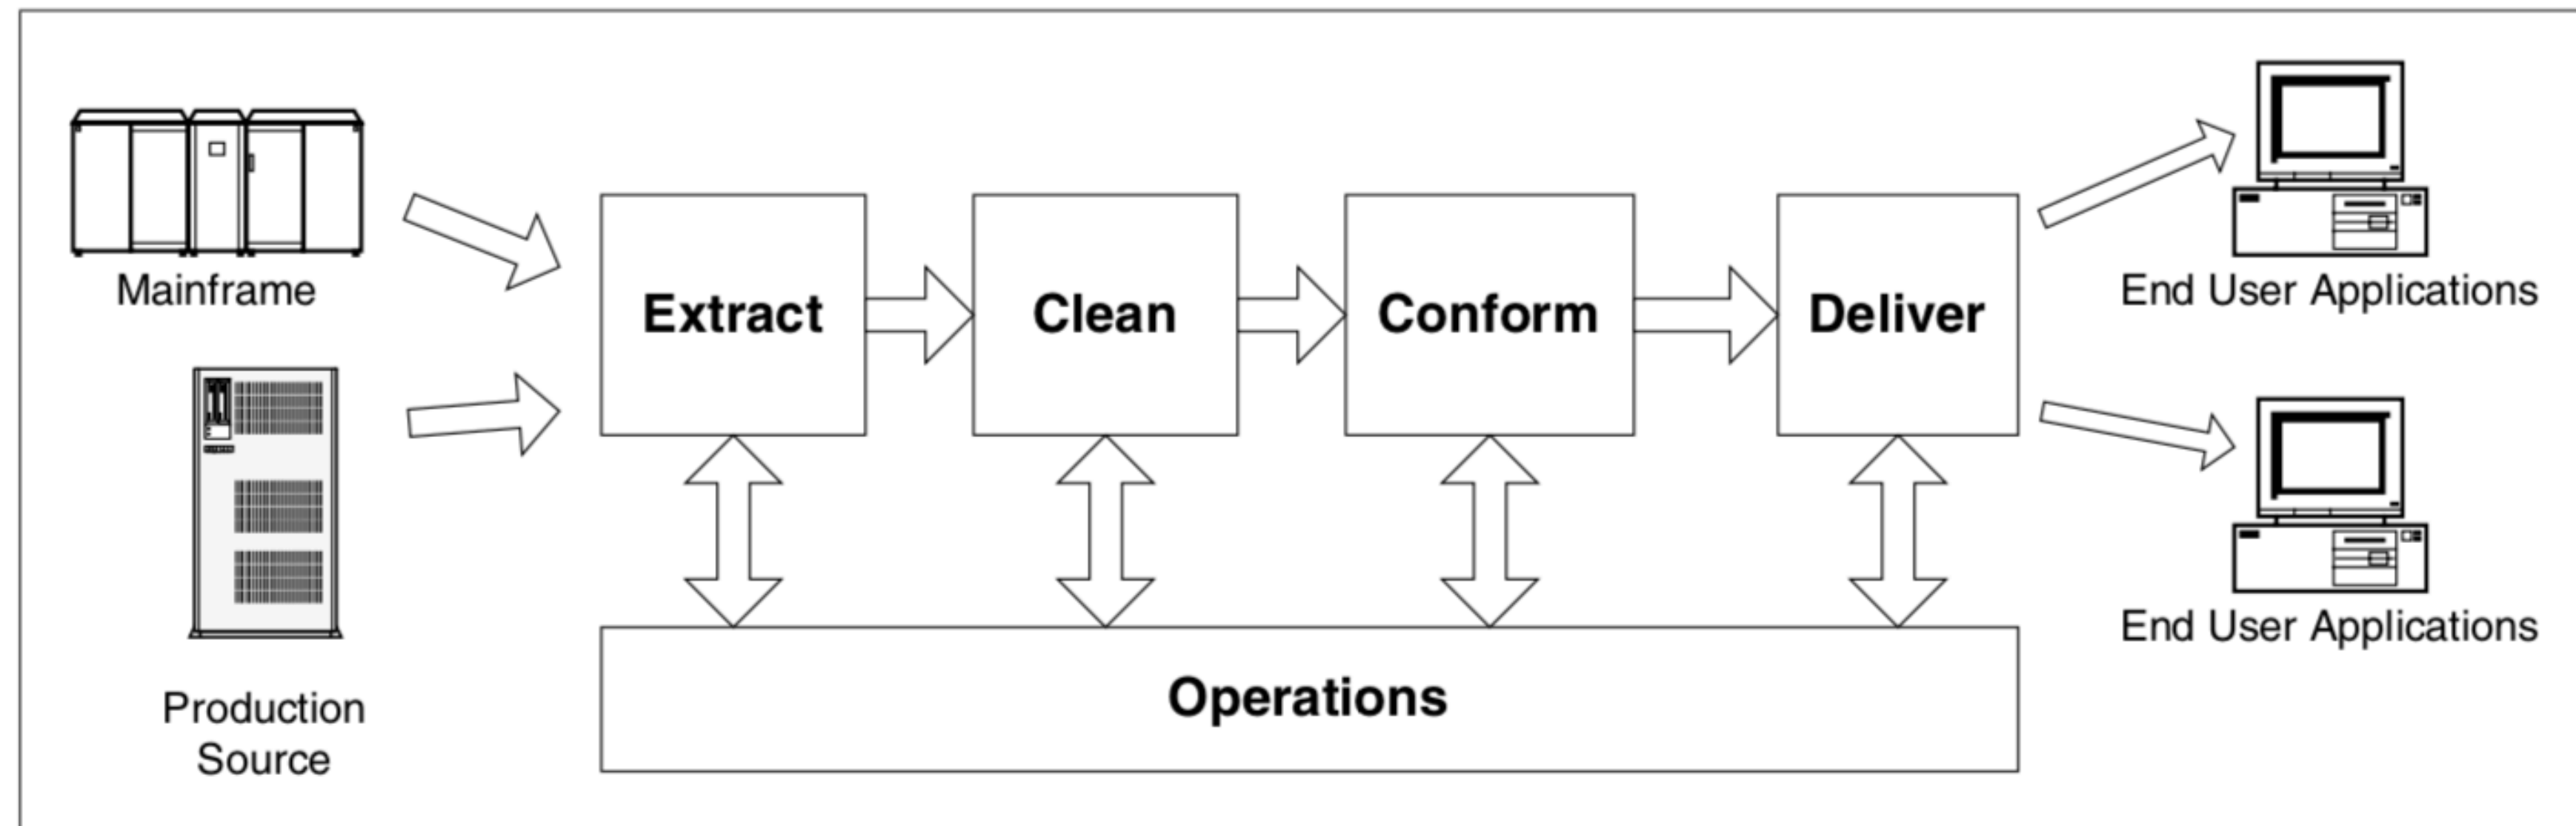 Mainframe
Production
Source
Extract
Clean
Conform
Deliver
Operations
End User Applications
End User Applications